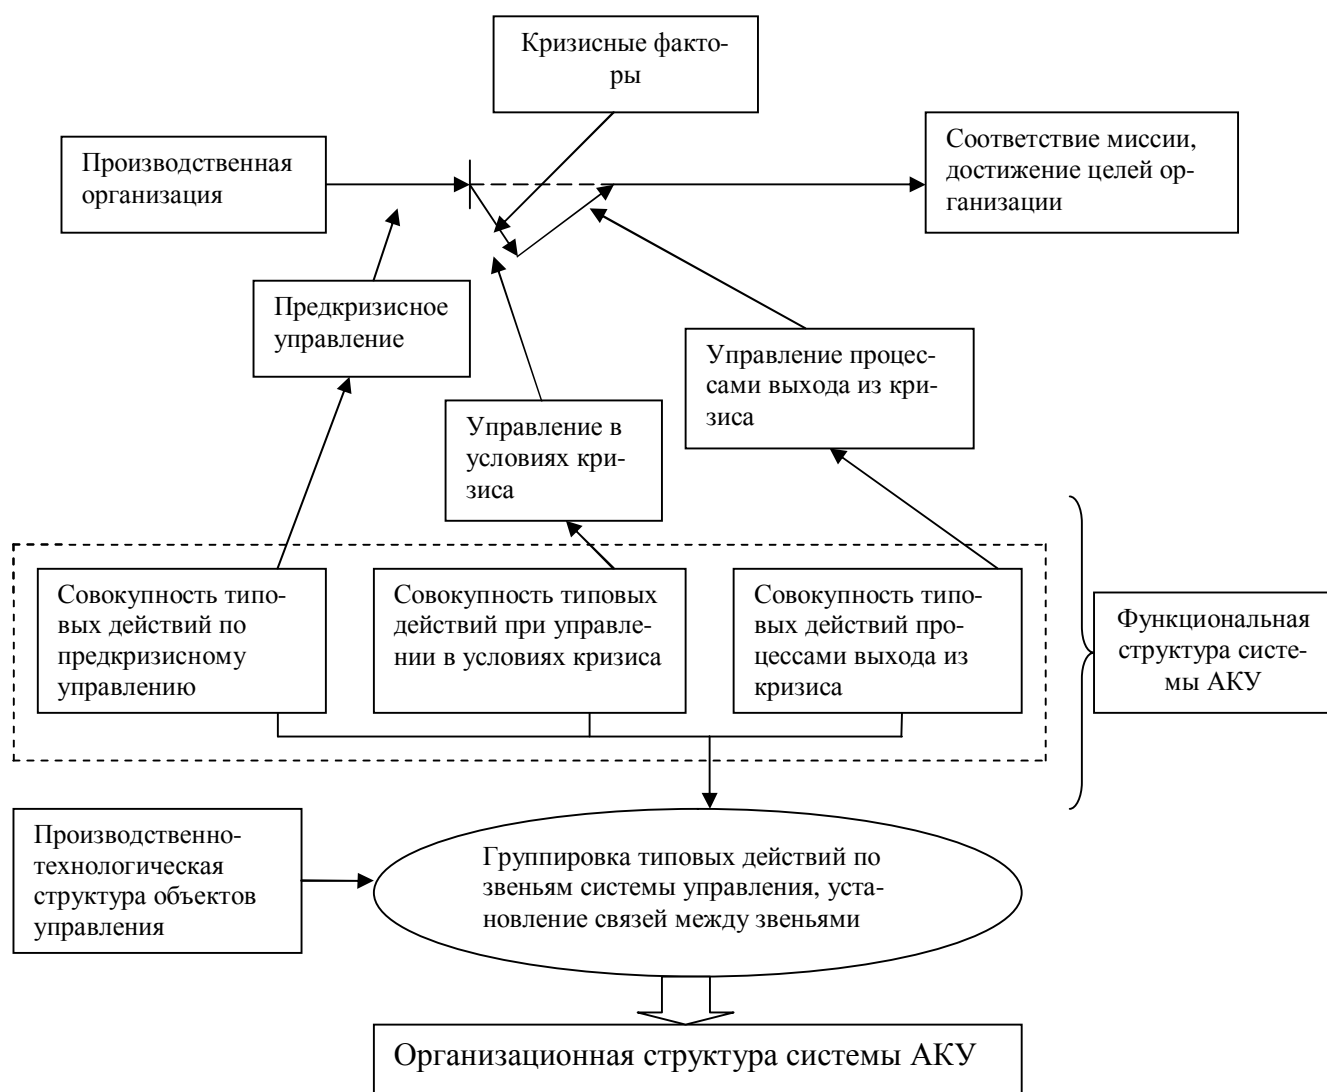 Кризисные факто-
ры
Производственная
организация
Соответствие миссии,
достижение целей ор-
ганизации
Предкризисное
управление
Управление процес-
сами выхода из кри-
зиса
Управление в
условиях кри-
зиса
Совокупность типо-
вых действий по
предкризисному
управлению
Совокупность типовых
действий при управле-
нии в условиях кризиса
Совокупность типо-
вых действий про-
цессами выхода из
кризиса
Функциональная
структура систе-
мы АКУ
Производственно-
технологическая
структура объектов
управления
Группировка типовых действий по
звеньям системы управления, уста-
новление связей между звеньями
Организационная структура системы АКУ